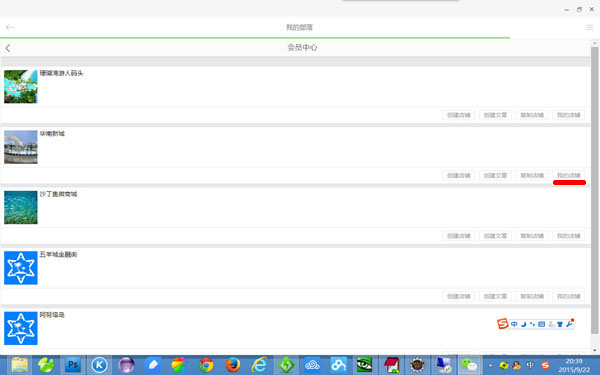 我的部落
会员中心
珊瑚湾游人码头
创建店铺 创建文章 复制店铺 我的店铺
华南新城
创建店铺 创建文章 复制店铺 我的店铺
沙丁鱼微商城
创建店铺 创建文章 复制店铺 我的店铺
五羊城金融街
创建店铺 创建文章 复制店铺 我的店铺
阿努塔岛
中
中
20:39
2015/9/22